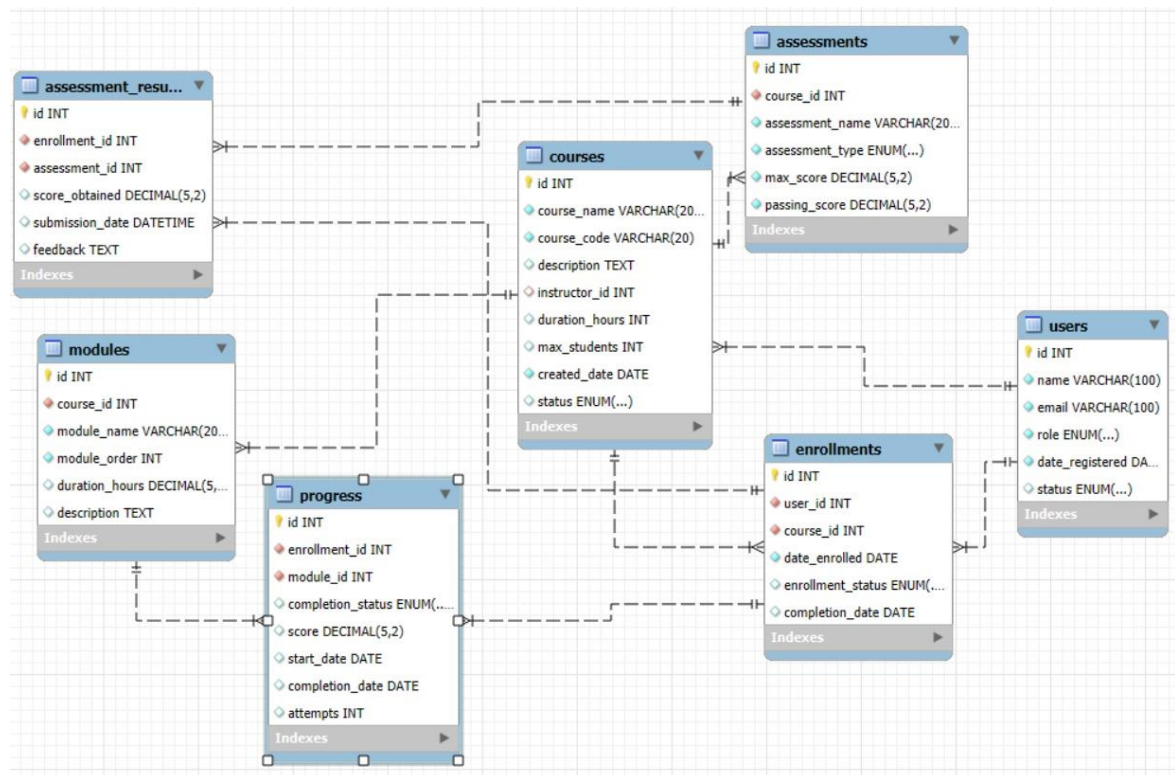 assessment_resu...
id INT
enrollment_id INT
assessment_id INT
score_obtained DECIMAL(5,2)
submission_date DATETIME
feedback TEXT
Indexes
assessments
id INT
course_id INT
assessment_name VARCHAR(20...
assessment_type ENUM(...)
max_score DECIMAL(5,2)
passing_score DECIMAL(5,2)
Indexes
courses
id INT
course_name VARCHAR(20...
course_code VARCHAR(20)
description TEXT
instructor_id INT
duration_hours INT
max_students INT
created_date DATE
status ENUM(...)
Indexes
users
id INT
name VARCHAR(100)
email VARCHAR(100)
role ENUM(...)
date_registered DA...
status ENUM(...)
Indexes
modules
id INT
course_id INT
module_name VARCHAR(20...
module_order INT
duration_hours DECIMAL(5,...
description TEXT
Indexes
enrollments
id INT
user_id INT
course_id INT
date_enrolled DATE
enrollment_status ENUM(....
completion_date DATE
Indexes
progress
id INT
enrollment_id INT
module_id INT
completion_status ENUM(....
score DECIMAL(5,2)
start_date DATE
completion_date DATE
attempts INT
Indexes